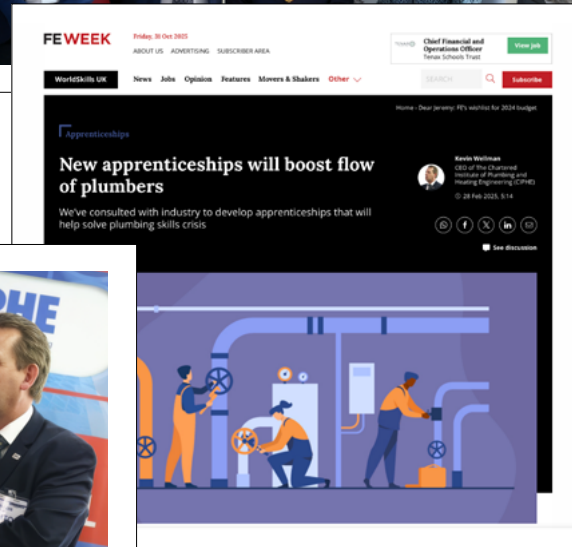 FEWEEK
Friday, 31 Oct 2025
ABOUT US ADVERTISING SUBSCRIBER AREA
Chief Financial and
Operations Officer
Tenax Schools Trust
View job
WorldSkills UK
News Jobs Opinion Features Movers & Shakers Other
SEARCH
Subscribe
Home - Dear Jeremy: FE's wishlist for 2024 budget
Apprenticeships
New apprenticeships will boost flow
of plumbers
We've consulted with industry to develop apprenticeships that will
help solve plumbing skills crisis
Kevin Wellman
CEO of The Chartered
Institute of Plumbing and
Heating Engineering (CIPHE)
28 Feb 2025, 5:14
See discussion
PHE